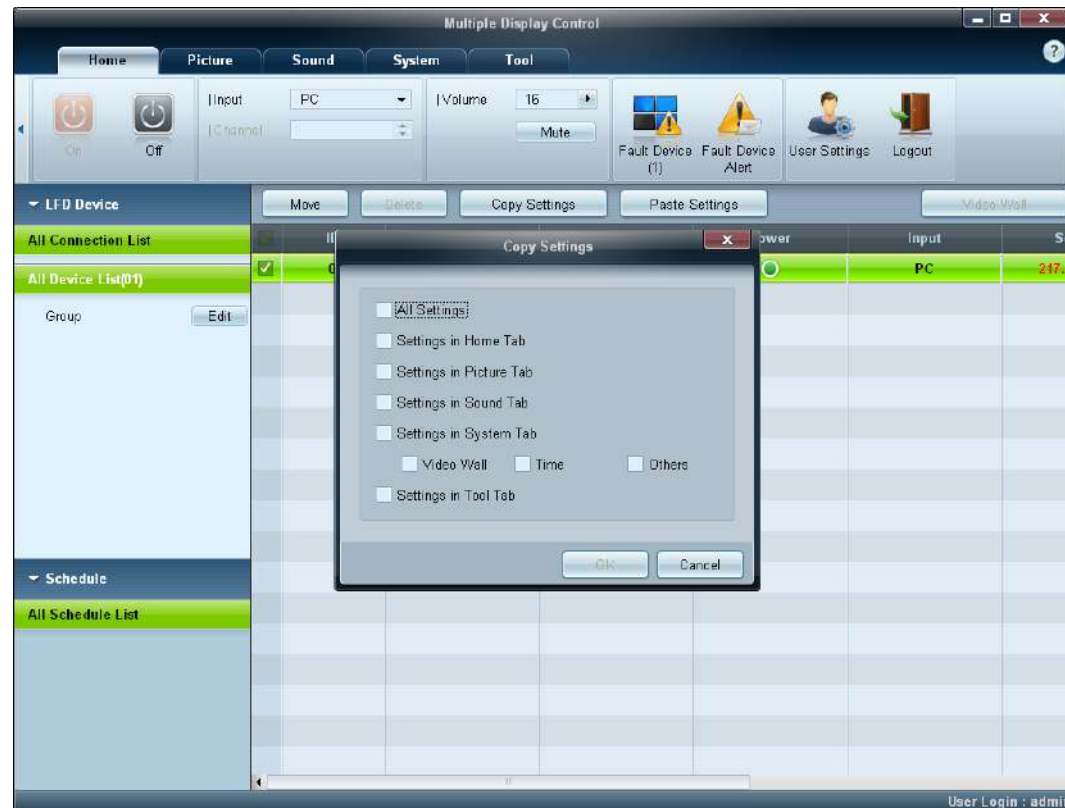 Multiple Display Control
Home Picture Sound System Tool
Input PC Volume 16
Channel Mute
On Off
Fault Device (1) Fault Device Alert User Settings Logout
LFD Device Move Delete Copy Settings Paste Settings Video Wall
All Connection List
Input
All Device List(01)
PC 217.
Group Edit
Copy Settings
All Settings
Settings in Home Tab
Settings in Picture Tab
Settings in Sound Tab
Settings in System Tab
Video Wall Time Others
Settings in Tool Tab
OK Cancel
Schedule
All Schedule List
User Login : admi